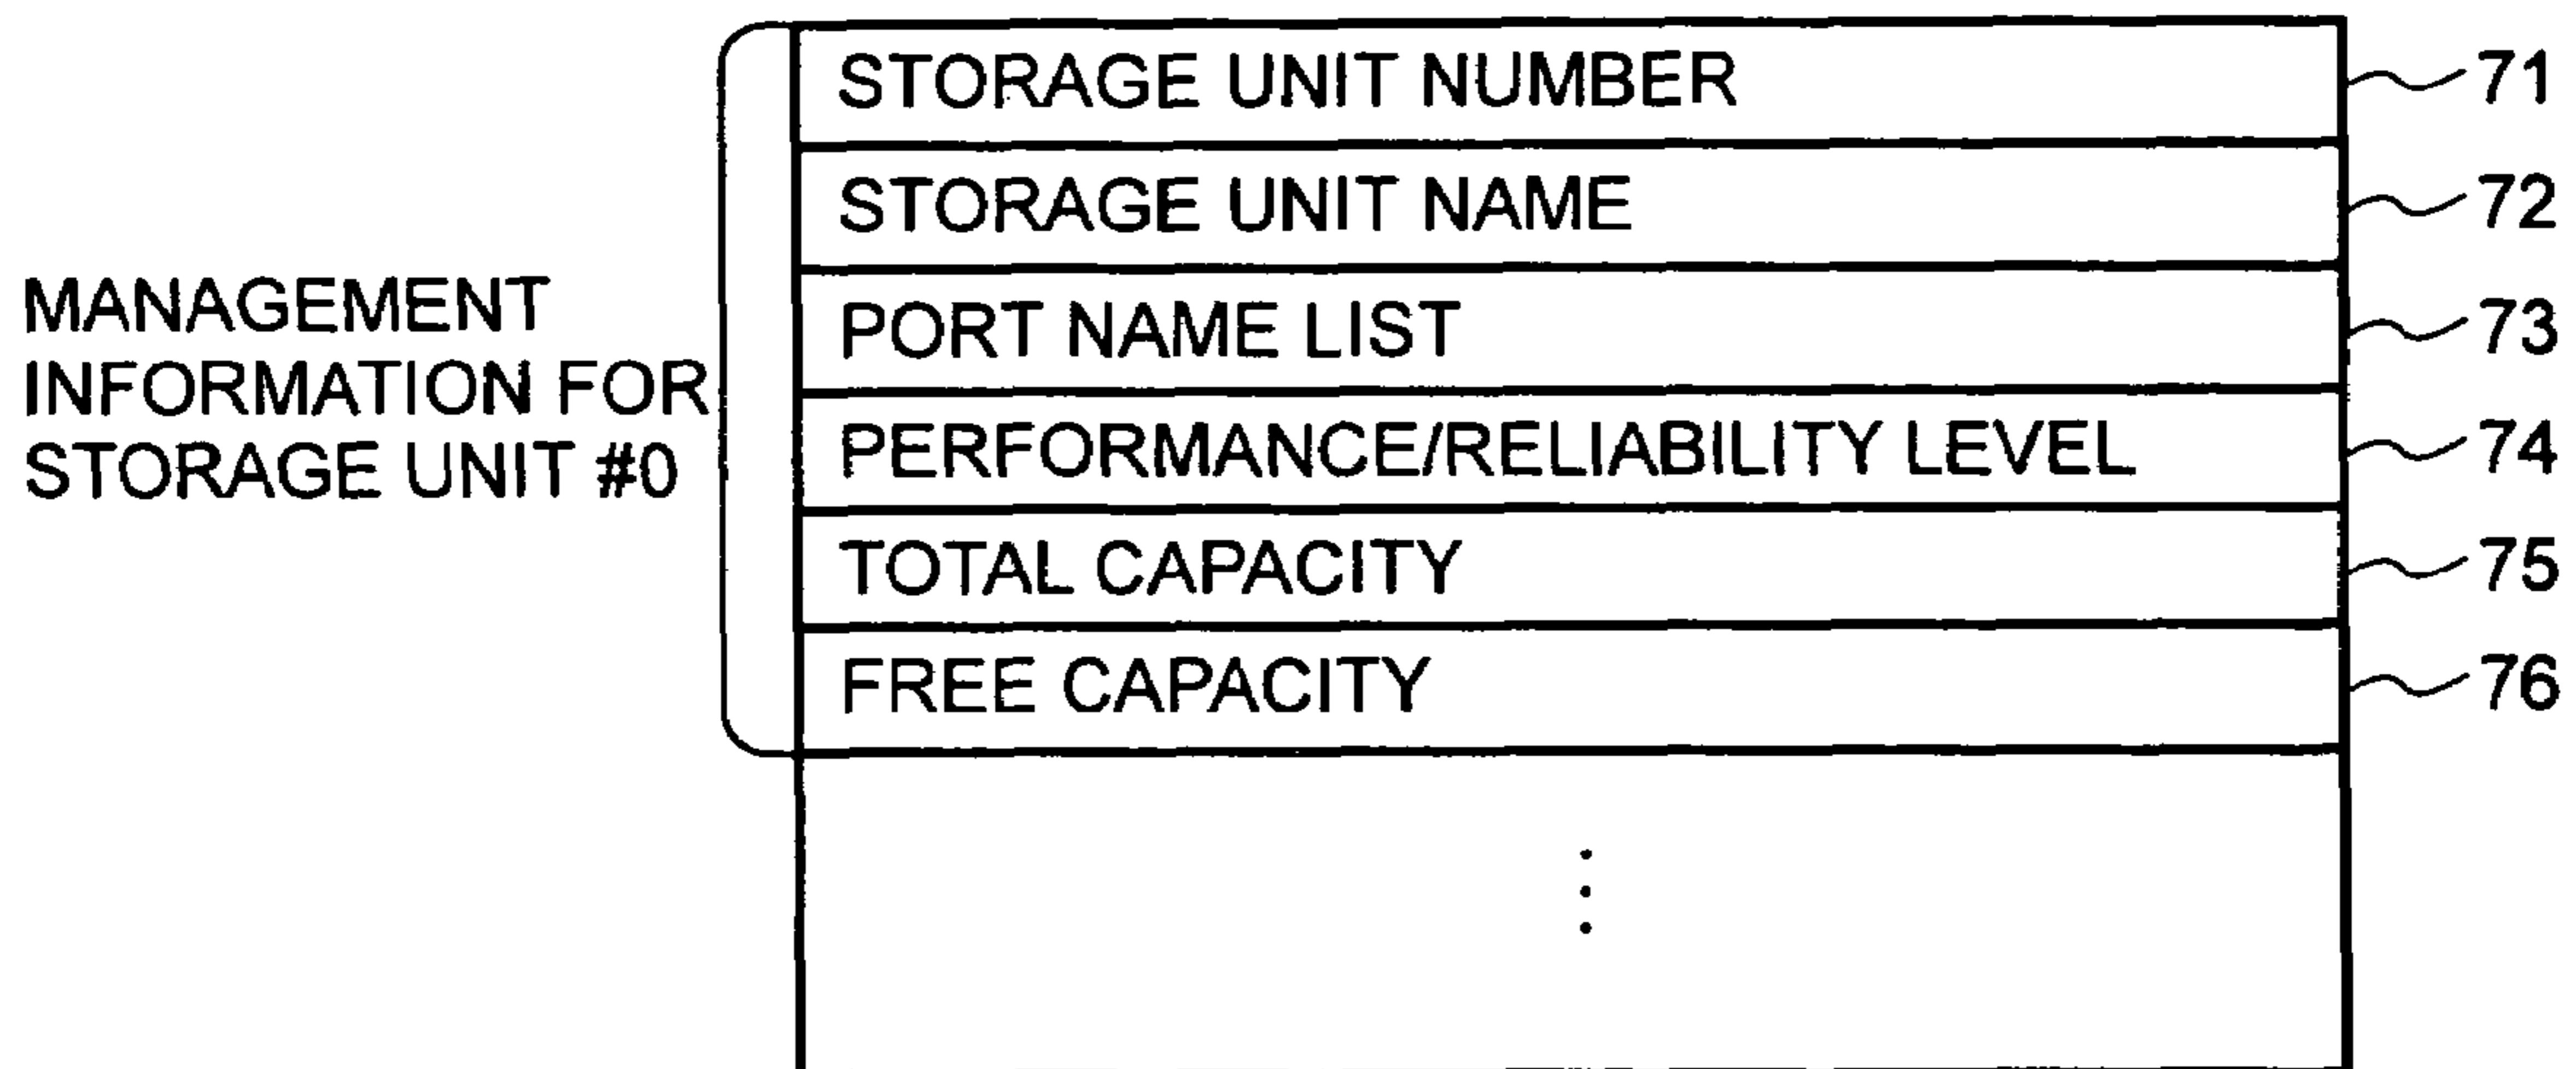 STORAGE UNIT NUMBER 71
STORAGE UNIT NAME 72
PORT NAME LIST 73
PERFORMANCE/RELIABILITY LEVEL 74
TOTAL CAPACITY 75
FREE CAPACITY 76
MANAGEMENT
INFORMATION FOR
STORAGE UNIT #0